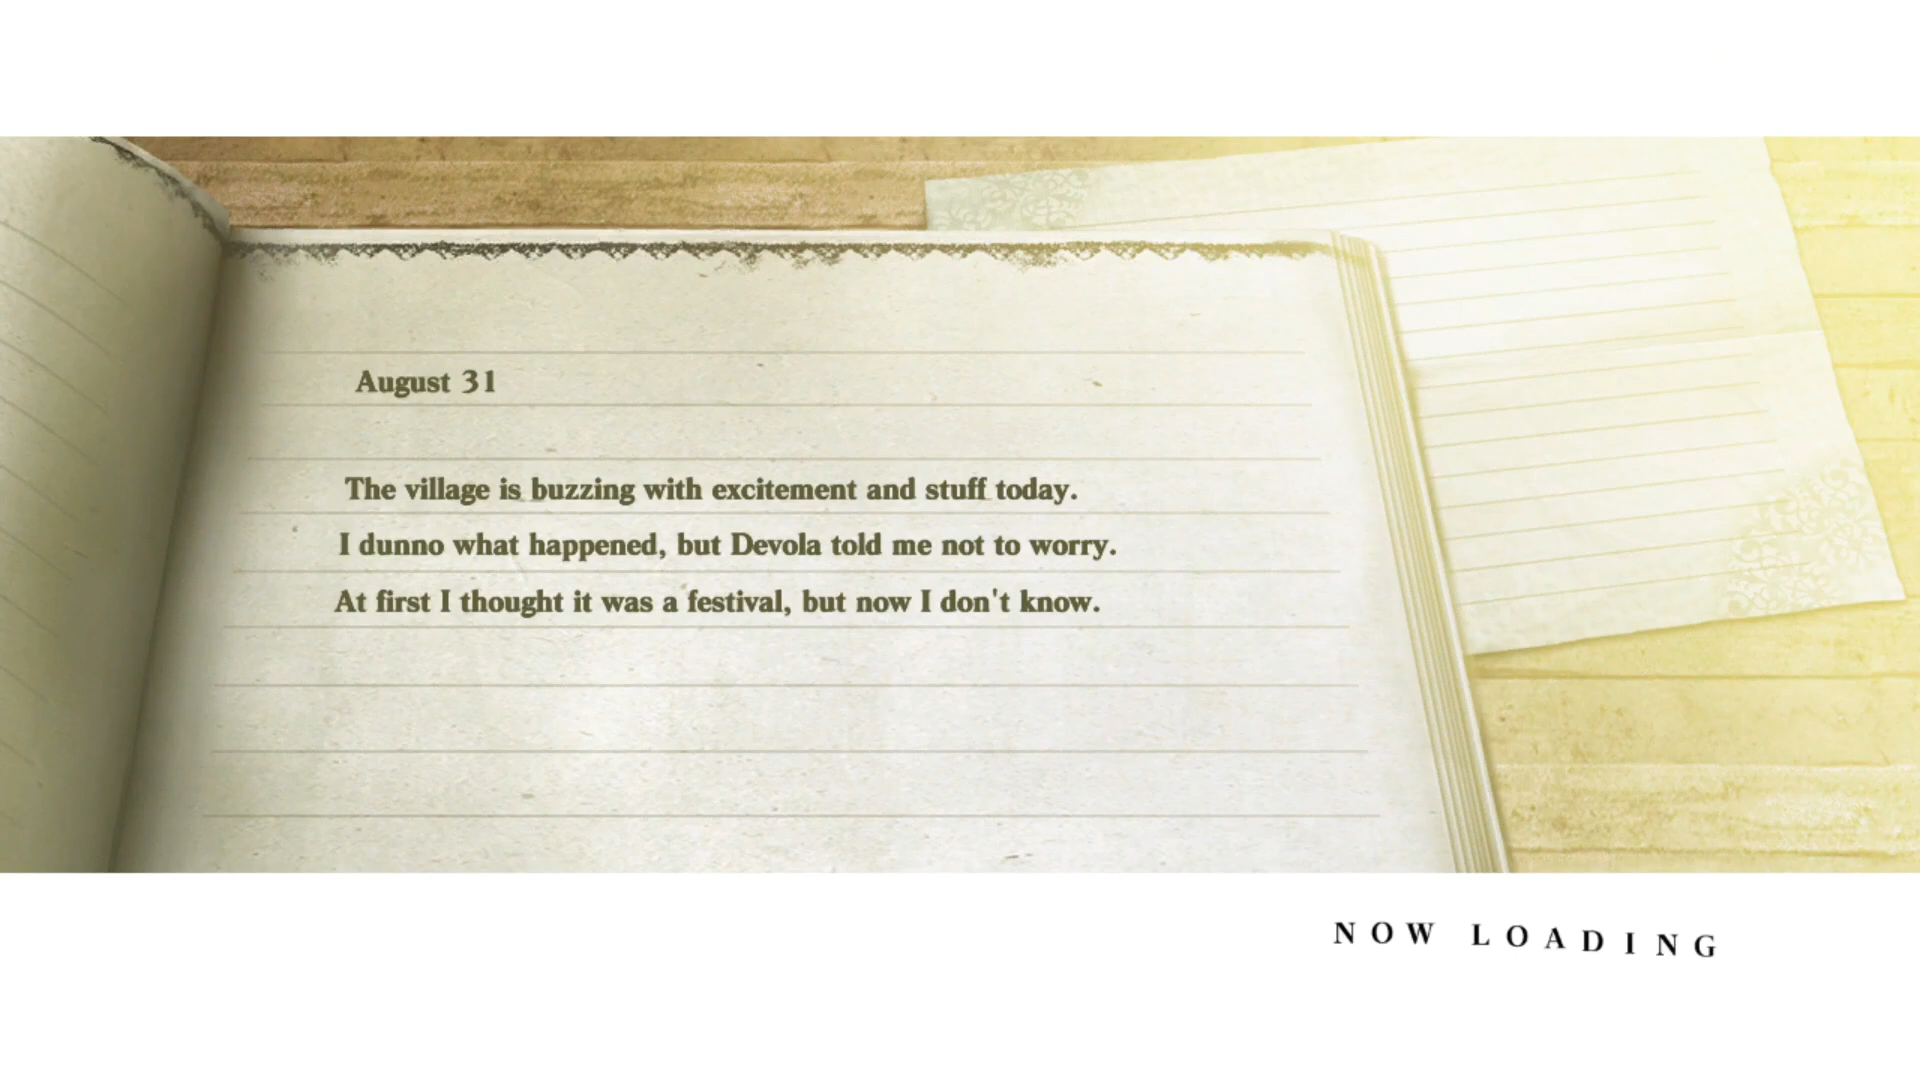 August 31
The village is buzzing with excitement and stuff today.
I dunno what happened, but Devola told me not to worry.
At first I thought it was a festival, but now I don't know.
NOW LOADING